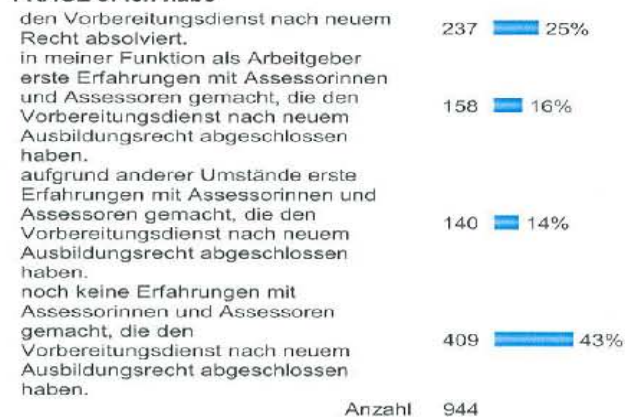 den Vorbereitungsdienst nach neuem
Recht absolviert.
237 25%
in meiner Funktion als Arbeitgeber
erste Erfahrungen mit Assessorinnen
und Assessoren gemacht, die den
Vorbereitungsdienst nach neuem
Ausbildungsrecht abgeschlossen
haben.
158 16%
aufgrund anderer Umstände erste
Erfahrungen mit Assessorinnen und
Assessoren gemacht, die den
Vorbereitungsdienst nach neuem
Ausbildungsrecht abgeschlossen
haben.
140 14%
noch keine Erfahrungen mit
Assessorinnen und Assessoren
gemacht, die den
Vorbereitungsdienst nach neuem
Ausbildungsrecht abgeschlossen
haben.
409 43%
Anzahl 944